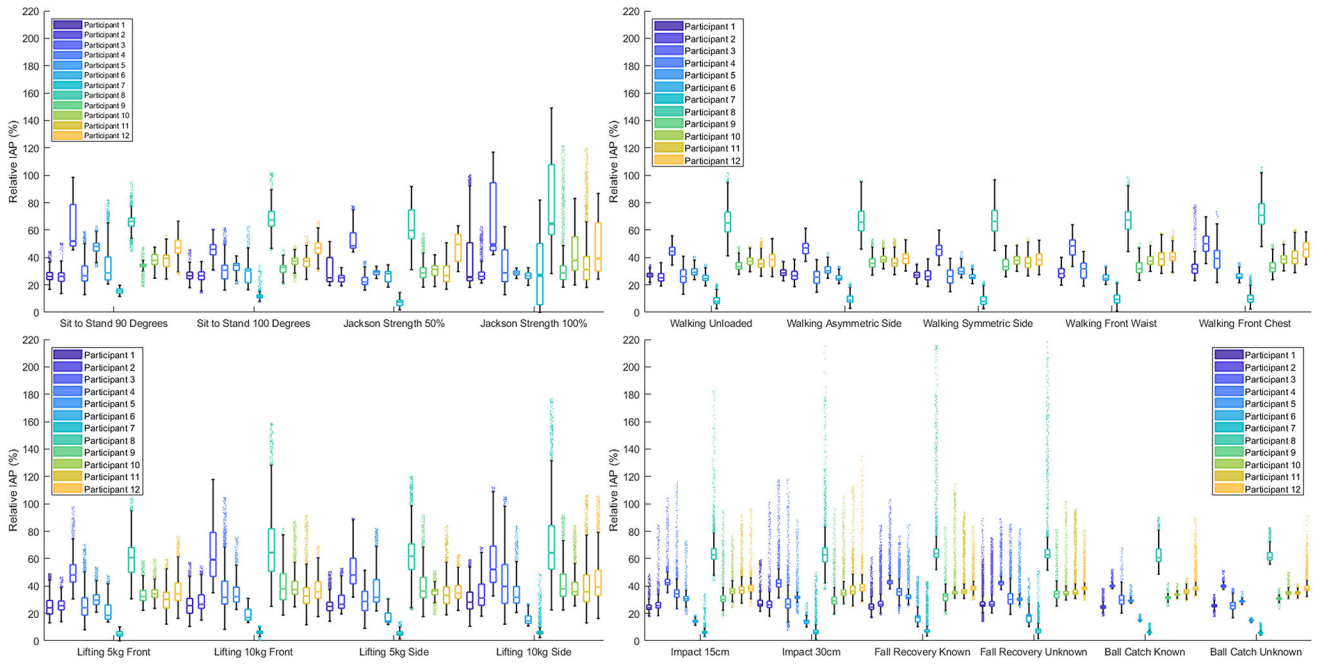 220
200
180
160
140
120
100
80
60
40
20
0
Relative IAP (%)
Participant 1
Participant 2
Participant 3
Participant 4
Participant 5
Participant 6
Participant 7
Participant 8
Participant 9
Participant 10
Participant 11
Participant 12
Sit to Stand 90 Degrees
Sit to Stand 100 Degrees
Jackson Strength 50%
Jackson Strength 100%
220
200
180
160
140
120
100
80
60
40
20
0
Relative IAP (%)
Participant 1
Participant 2
Participant 3
Participant 4
Participant 5
Participant 6
Participant 7
Participant 8
Participant 9
Participant 10
Participant 11
Participant 12
Walking Unloaded
Walking Asymmetric Side
Walking Symmetric Side
Walking Front Waist
Walking Front Chest
220
200
180
160
140
120
100
80
60
40
20
0
Relative IAP (%)
Participant 1
Participant 2
Participant 3
Participant 4
Participant 5
Participant 6
Participant 7
Participant 8
Participant 9
Participant 10
Participant 11
Participant 12
Lifting 5kg Front
Lifting 10kg Front
Lifting 5kg Side
Lifting 10kg Side
220
200
180
160
140
120
100
80
60
40
20
0
Relative IAP (%)
Participant 1
Participant 2
Participant 3
Participant 4
Participant 5
Participant 6
Participant 7
Participant 8
Participant 9
Participant 10
Participant 11
Participant 12
Impact 15cm
Impact 30cm
Fall Recovery Known
Fall Recovery Unknown
Ball Catch Known
Ball Catch Unknown